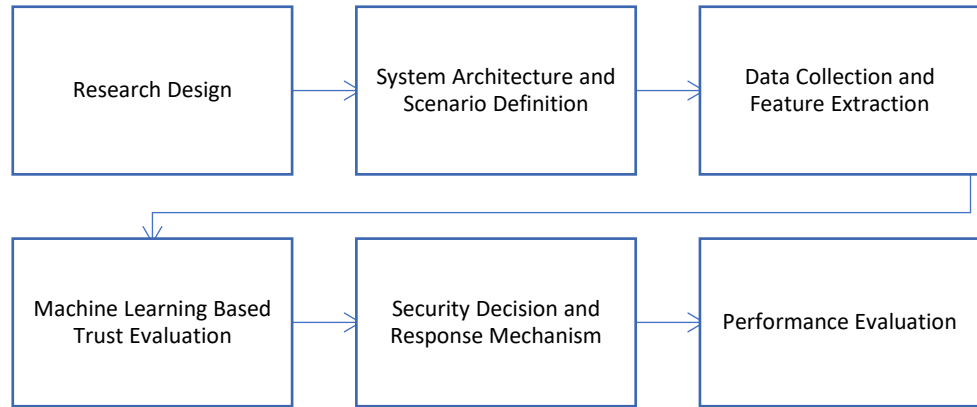 Research Design
System Architecture and
Scenario Definition
Data Collection and
Feature Extraction
Machine Learning Based
Trust Evaluation
Security Decision and
Response Mechanism
Performance Evaluation